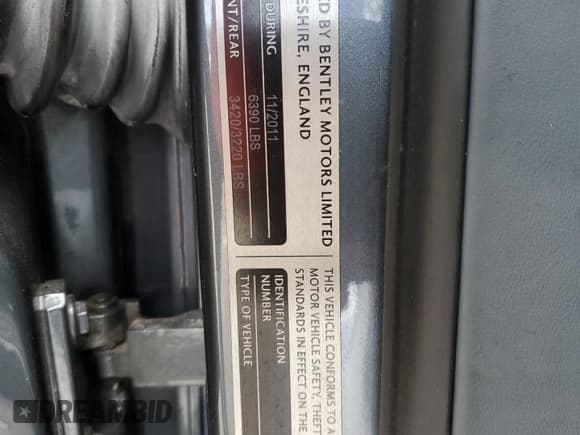 ED BY BENTLEY MOTORS LIMITED
ESHIRE, ENGLAND
DURING 11/2011
6390 LBS
NT/REAR 3420/3220 LBS
THIS VEHICLE CONFORMS TO A
MOTOR VEHICLE SAFETY, THEFT
STANDARDS IN EFFECT ON THE
IDENTIFICATION
NUMBER
TYPE OF VEHICLE
DREAMBID